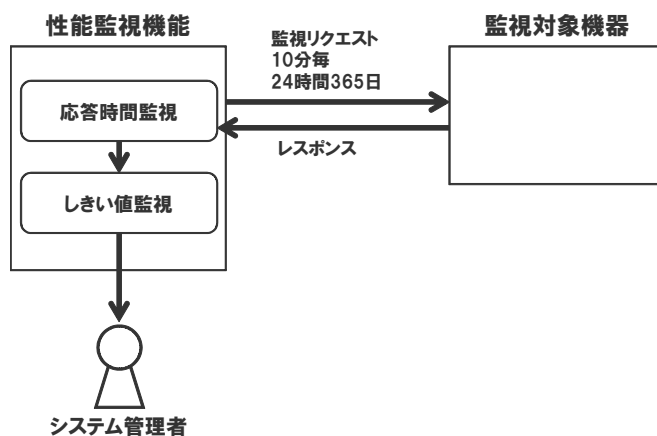 性能監視機能
監視対象機器
監視リクエスト
10分毎
24時間365日
応答時間監視
レスポンス
しきい値監視
システム管理者